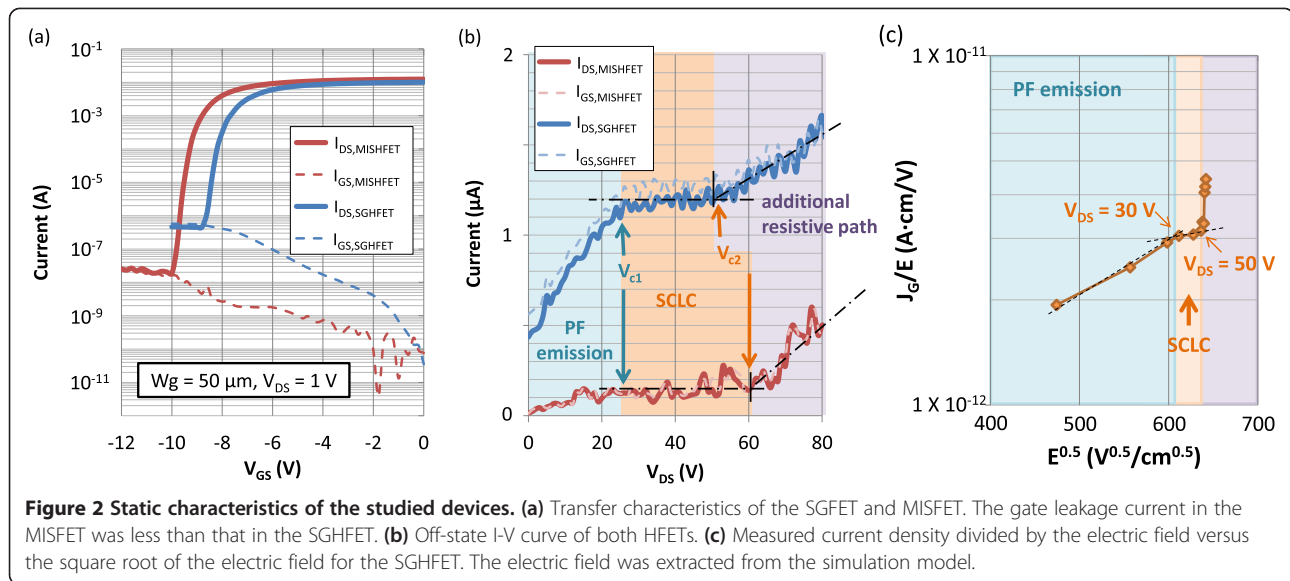 (a)
10⁻¹
10⁻³
10⁻⁵
10⁻⁷
10⁻⁹
10⁻¹¹
Current (A)
I_DS,MISHFET
I_GS,MISHFET
I_DS,SGHFET
I_GS,SGHFET
Wg = 50 µm, V_DS = 1 V
-12 -10 -8 -6 -4 -2 0
V_GS (V)
(b)
2
1
0
Current (µA)
I_DS,MISHFET
I_GS,MISHFET
I_DS,SGHFET
I_GS,SGHFET
additional
resistive path
V_c1
V_c2
SCLC
PF
emission
0 20 40 60 80
V_DS (V)
(c)
1 X 10⁻¹¹
1 X 10⁻¹²
J_G/E (A·cm/V)
PF emission
V_DS = 30 V
V_DS = 50 V
SCLC
400 500 600 700
E⁰·⁵ (V⁰·⁵/cm⁰·⁵)
Figure 2 Static characteristics of the studied devices. (a) Transfer characteristics of the SGFET and MISFET. The gate leakage current in the
MISFET was less than that in the SGHFET. (b) Off-state I-V curve of both HFETs. (c) Measured current density divided by the electric field versus
the square root of the electric field for the SGHFET. The electric field was extracted from the simulation model.